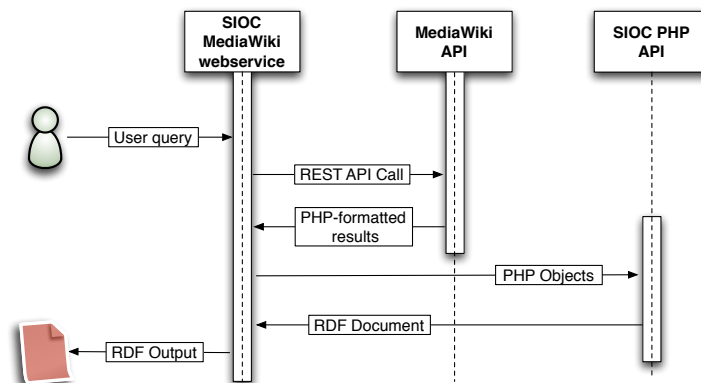 SIOC
MediaWiki
webservice
MediaWiki
API
SIOC PHP
API
User query
REST API Call
PHP-formatted
results
PHP Objects
RDF Document
RDF Output